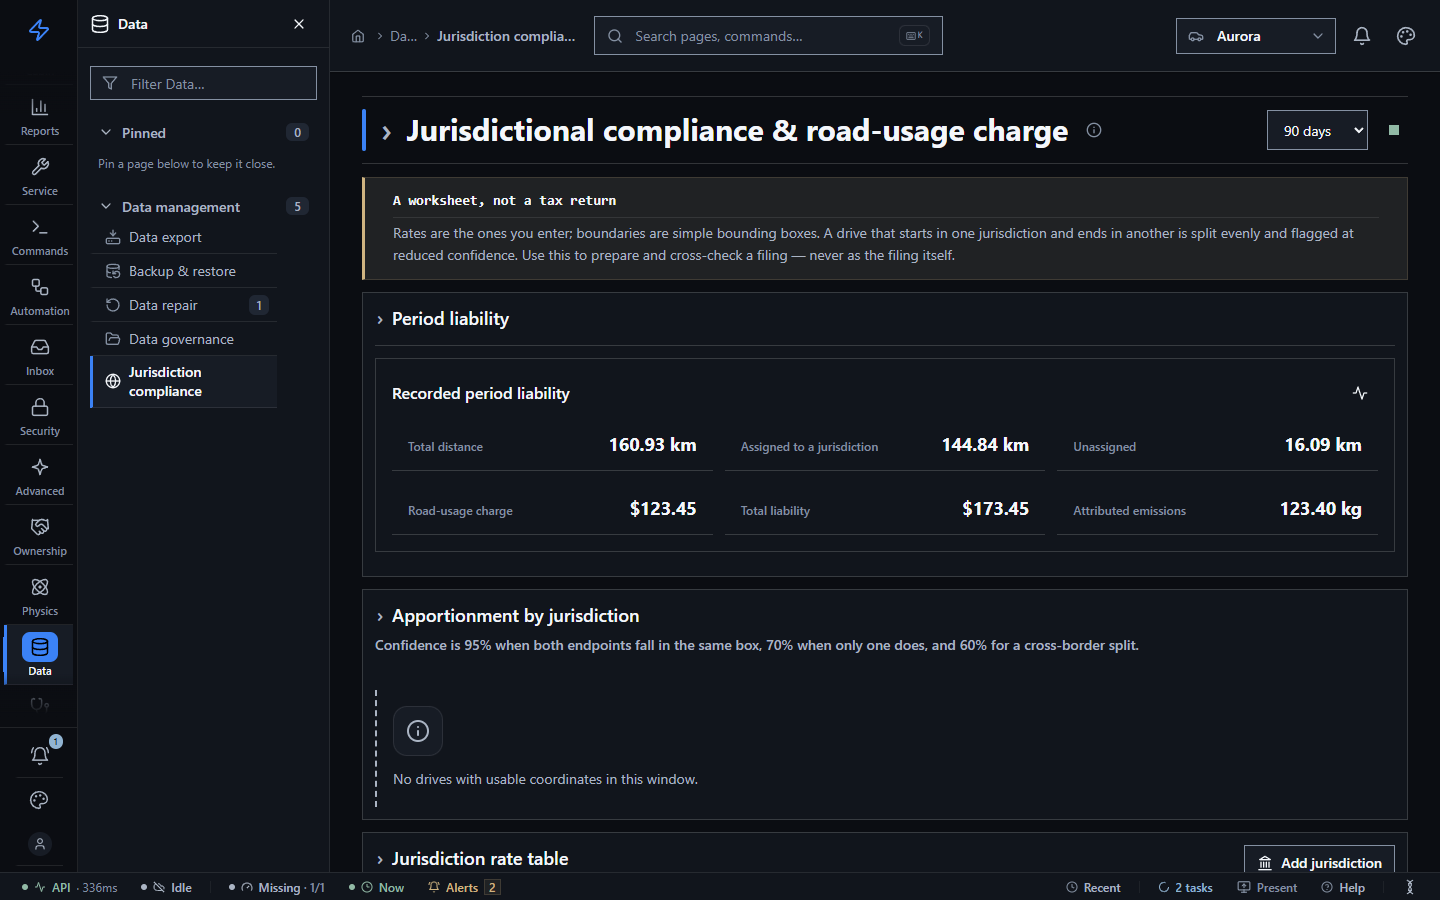 Data
Filter Data...
Pinned
0
Pin a page below to keep it close.
Data management
5
Data export
Backup & restore
Data repair
1
Data governance
Jurisdiction
compliance
Reports
Service
Commands
Automation
Inbox
Security
Advanced
Ownership
Physics
Data
1
Da...
Jurisdiction complia...
Search pages, commands...
K
Aurora
Jurisdictional compliance & road-usage charge
90 days
A worksheet, not a tax return
Rates are the ones you enter; boundaries are simple bounding boxes. A drive that starts in one jurisdiction and ends in another is split evenly and flagged at
reduced confidence. Use this to prepare and cross-check a filing — never as the filing itself.
Period liability
Recorded period liability
Total distance
160.93 km
Assigned to a jurisdiction
144.84 km
Unassigned
16.09 km
Road-usage charge
$123.45
Total liability
$173.45
Attributed emissions
123.40 kg
Apportionment by jurisdiction
Confidence is 95% when both endpoints fall in the same box, 70% when only one does, and 60% for a cross-border split.
No drives with usable coordinates in this window.
Jurisdiction rate table
Add jurisdiction
API · 336ms
Idle
Missing · 1/1
Now
Alerts 2
Recent
2 tasks
Present
Help